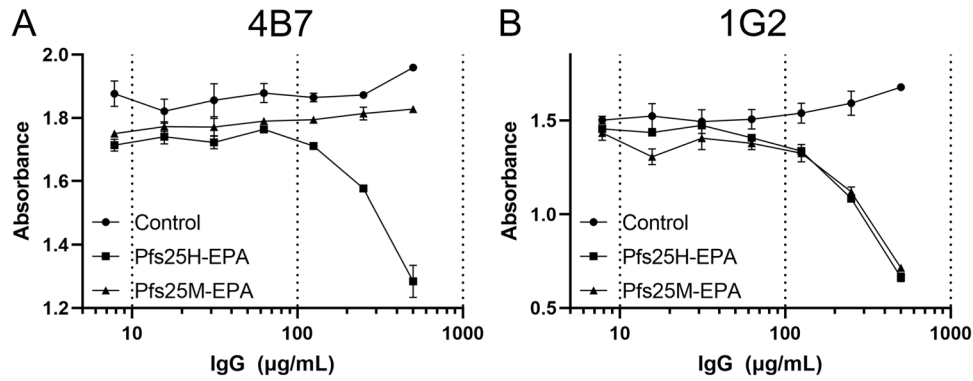 A
4B7
2.0
1.8
1.6
1.4
1.2
Absorbance
Control
Pfs25H-EPA
Pfs25M-EPA
10
100
1000
IgG (µg/mL)
B
1G2
1.5
1.0
0.5
Absorbance
Control
Pfs25H-EPA
Pfs25M-EPA
10
100
1000
IgG (µg/mL)